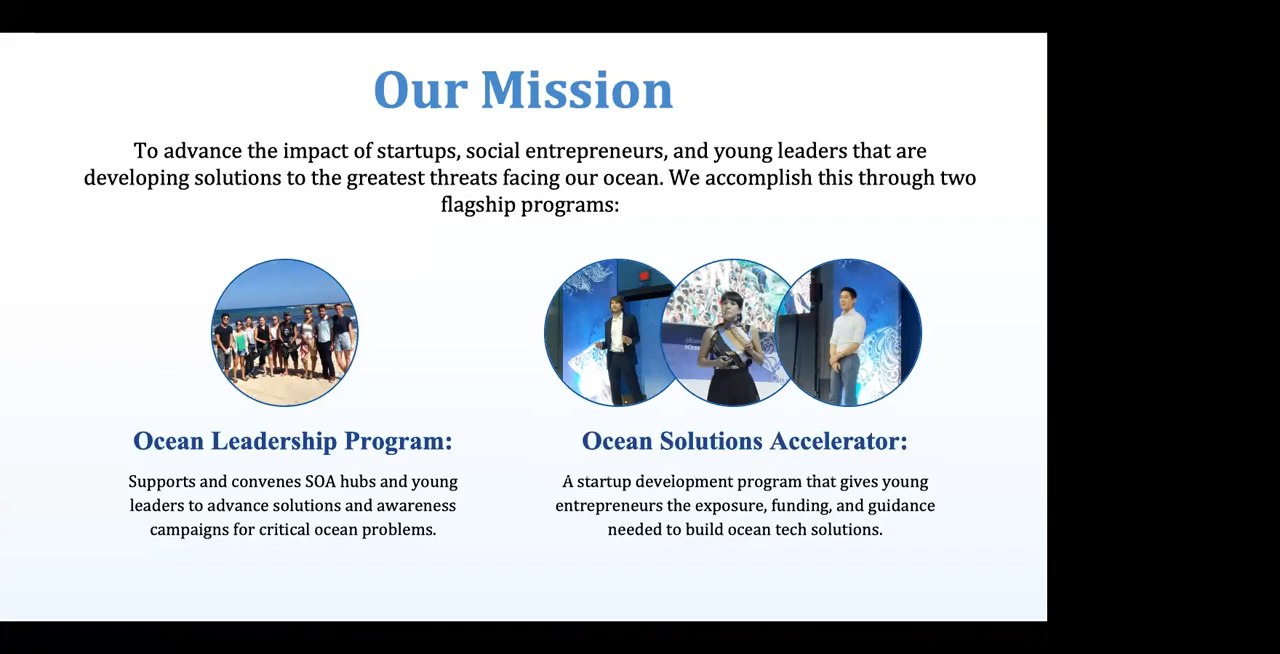 Our Mission
To advance the impact of startups, social entrepreneurs, and young leaders that are
developing solutions to the greatest threats facing our ocean. We accomplish this through two
flagship programs:
Ocean Leadership Program:
Supports and convenes SOA hubs and young
leaders to advance solutions and awareness
campaigns for critical ocean problems.
Ocean Solutions Accelerator:
A startup development program that gives young
entrepreneurs the exposure, funding, and guidance
needed to build ocean tech solutions.